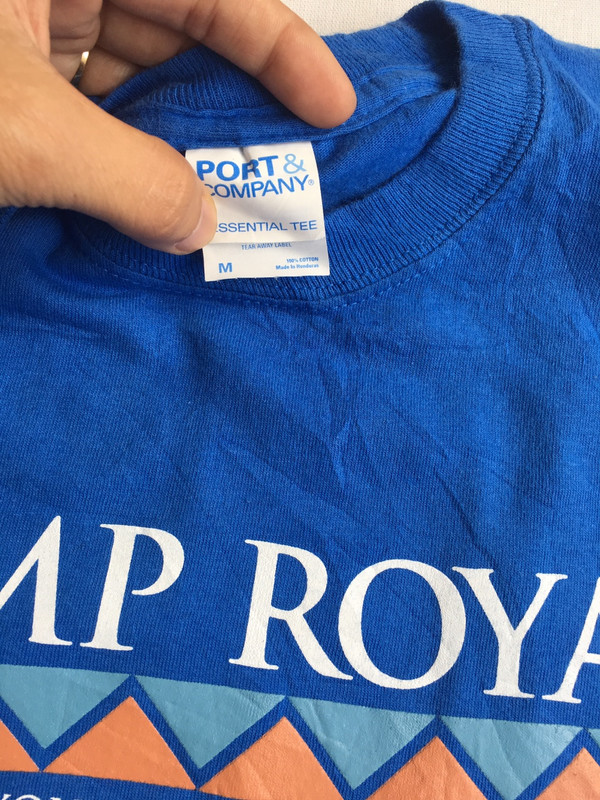 PORT &
COMPANY®
ESSENTIAL TEE
TEAR AWAY LABEL
M
100% COTTON
Made in Honduras
MP ROYA